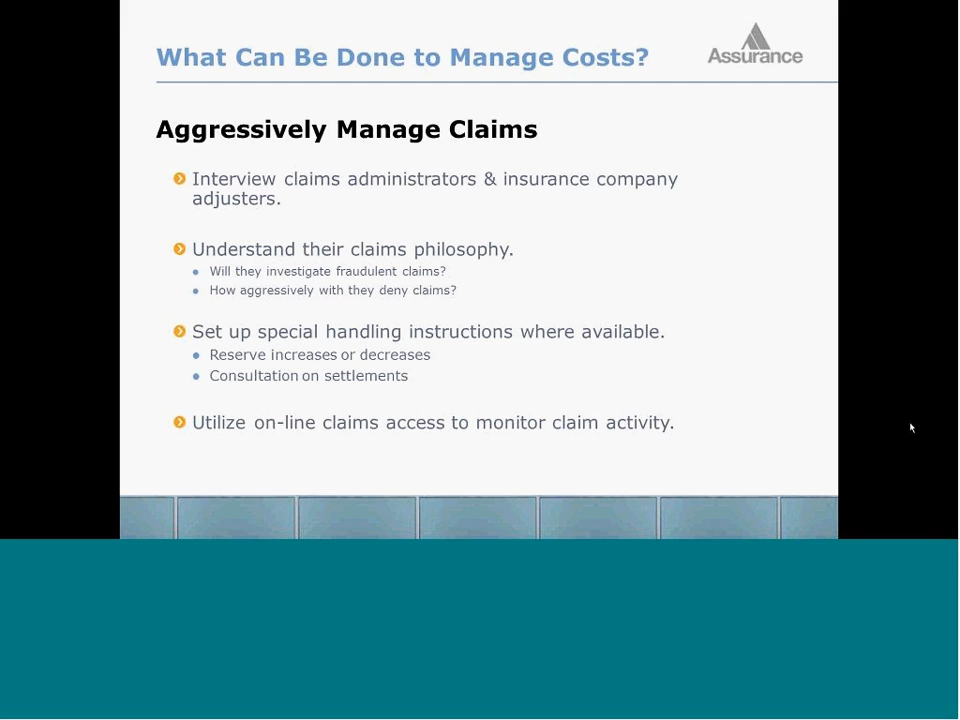 What Can Be Done to Manage Costs?
Assurance
Aggressively Manage Claims
Interview claims administrators & insurance company
adjusters.
Understand their claims philosophy.
Will they investigate fraudulent claims?
How aggressively with they deny claims?
Set up special handling instructions where available.
Reserve increases or decreases
Consultation on settlements
Utilize on-line claims access to monitor claim activity.